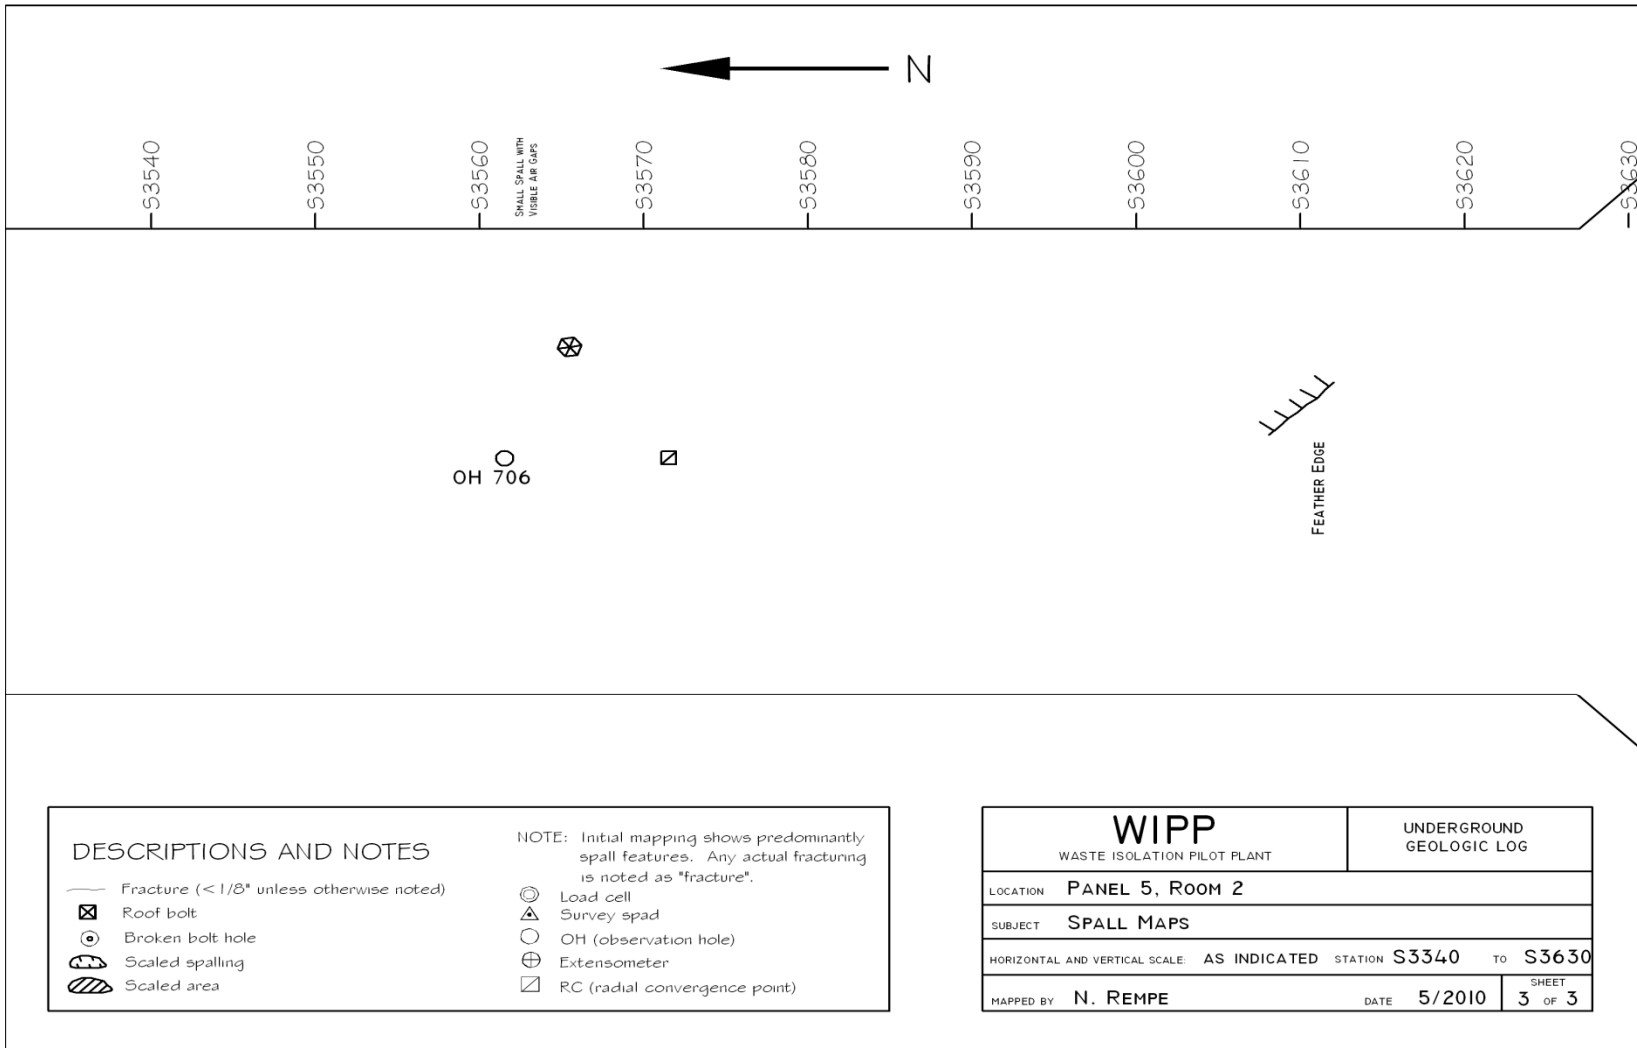 N
S3540
S3550
S3560
SMALL SPALL WITH
VISIBLE AIR GAPS
S3570
S3580
S3590
S3600
S3610
S3620
S3630
OH 706
FEATHER EDGE
DESCRIPTIONS AND NOTES
Fracture (<1/8" unless otherwise noted)
Roof bolt
Broken bolt hole
Scaled spalling
Scaled area
NOTE: Initial mapping shows predominantly
spall features. Any actual fracturing
is noted as "fracture".
Load cell
Survey spad
OH (observation hole)
Extensometer
RC (radial convergence point)
WIPP
WASTE ISOLATION PILOT PLANT
UNDERGROUND
GEOLOGIC LOG
LOCATION PANEL 5, ROOM 2
SUBJECT SPALL MAPS
HORIZONTAL AND VERTICAL SCALE: AS INDICATED STATION S3340 TO S3630
MAPPED BY N. REMPE DATE 5/2010
SHEET
3 OF 3